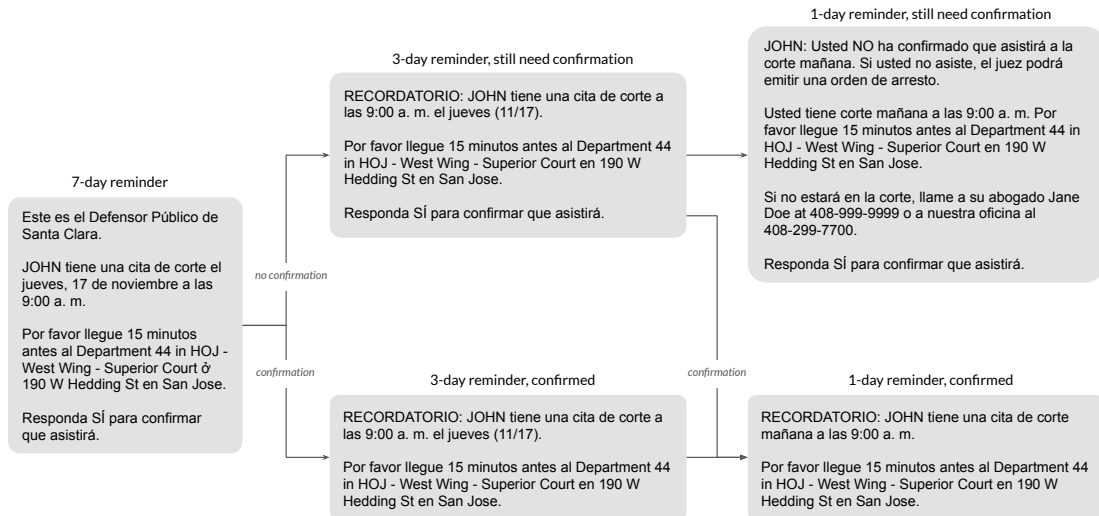 7-day reminder
Este es el Defensor Público de
Santa Clara.
JOHN tiene una cita de corte el
jueves, 17 de noviembre a las
9:00 a. m.
Por favor llegue 15 minutos
antes al Department 44 in HOJ -
West Wing - Superior Court ở
190 W Hedding St en San Jose.
Responda SÍ para confirmar
que asistirá.
no confirmation
confirmation
3-day reminder, still need confirmation
RECORDATORIO: JOHN tiene una cita de corte a
las 9:00 a. m. el jueves (11/17).
Por favor llegue 15 minutos antes al Department 44
in HOJ - West Wing - Superior Court en 190 W
Hedding St en San Jose.
Responda SÍ para confirmar que asistirá.
3-day reminder, confirmed
RECORDATORIO: JOHN tiene una cita de corte a
las 9:00 a. m. el jueves (11/17).
Por favor llegue 15 minutos antes al Department 44
in HOJ - West Wing - Superior Court en 190 W
Hedding St en San Jose.
confirmation
1-day reminder, still need confirmation
JOHN: Usted NO ha confirmado que asistirá a la
corte mañana. Si usted no asiste, el juez podrá
emitir una orden de arresto.
Usted tiene corte mañana a las 9:00 a. m. Por
favor llegue 15 minutos antes al Department 44 in
HOJ - West Wing - Superior Court en 190 W
Hedding St en San Jose.
Si no estará en la corte, llame a su abogado Jane
Doe at 408-999-9999 o a nuestra oficina al
408-299-7700.
Responda SÍ para confirmar que asistirá.
1-day reminder, confirmed
RECORDATORIO: JOHN tiene una cita de corte
mañana a las 9:00 a. m.
Por favor llegue 15 minutos antes al Department 44
in HOJ - West Wing - Superior Court en 190 W
Hedding St en San Jose.